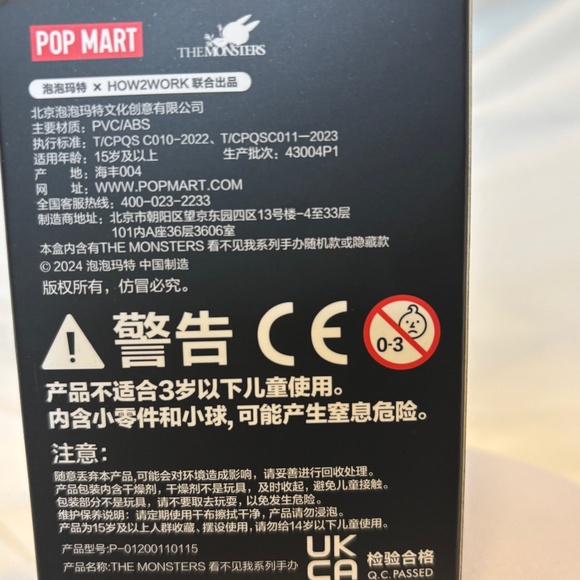 POP MART
THE MONSTERS
泡泡玛特 × HOW2WORK 联合出品
北京泡泡玛特文化创意有限公司
主要材质：PVC/ABS
执行标准：T/CPQS C010-2022、T/CPQSC011—2023
适用年龄：15岁及以上 生产批次：43004P1
产 地：海丰004
网 址：WWW.POPMART.COM
全国客服热线：400-023-2233
制造商地址：北京市朝阳区望京东园四区13号楼-4至33层
101内A座36层3606室
本盒内含有THE MONSTERS 看不见我系列手办随机款或隐藏款
© 2024 泡泡玛特 中国制造
版权所有，仿冒必究。
警告 CE 0-3
产品不适合3岁以下儿童使用。
内含小零件和小球，可能产生窒息危险。
注意：
随意丢弃本产品,可能会对环境造成影响，请妥善进行回收处理。
产品包装内含干燥剂，干燥剂不是玩具，及时收起，避免儿童接触。
包装部分不是玩具，请不要取去玩耍，以免发生危险。
维护保养说明：请定期使用干布擦拭干净，产品请勿浸泡。
产品为15岁及以上人群收藏、摆设使用，请勿给14岁以下儿童使用。
产品型号：P-01200110115
产品名称：THE MONSTERS 看不见我系列手办
UK
CA
检验合格
Q.C.PASSED